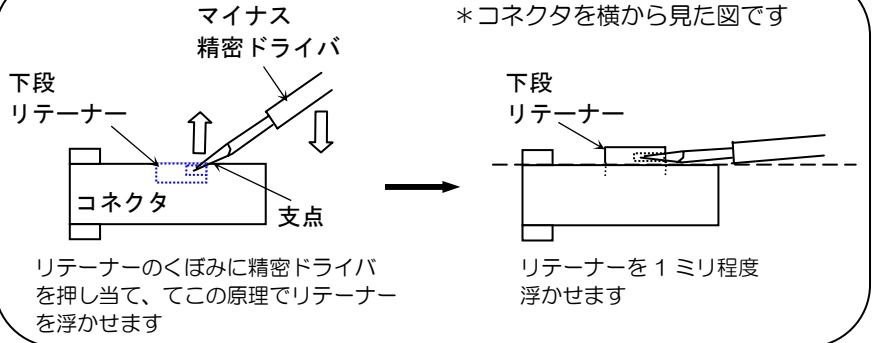 ＊コネクタを横から見た図です
マイナス
精密ドライバ
下段
リテーナー
コネクタ
支点
リテーナーのくぼみに精密ドライバ
を押し当て、てこの原理でリテーナー
を浮かせます
下段
リテーナー
リテーナーを 1 ミリ程度
浮かせます